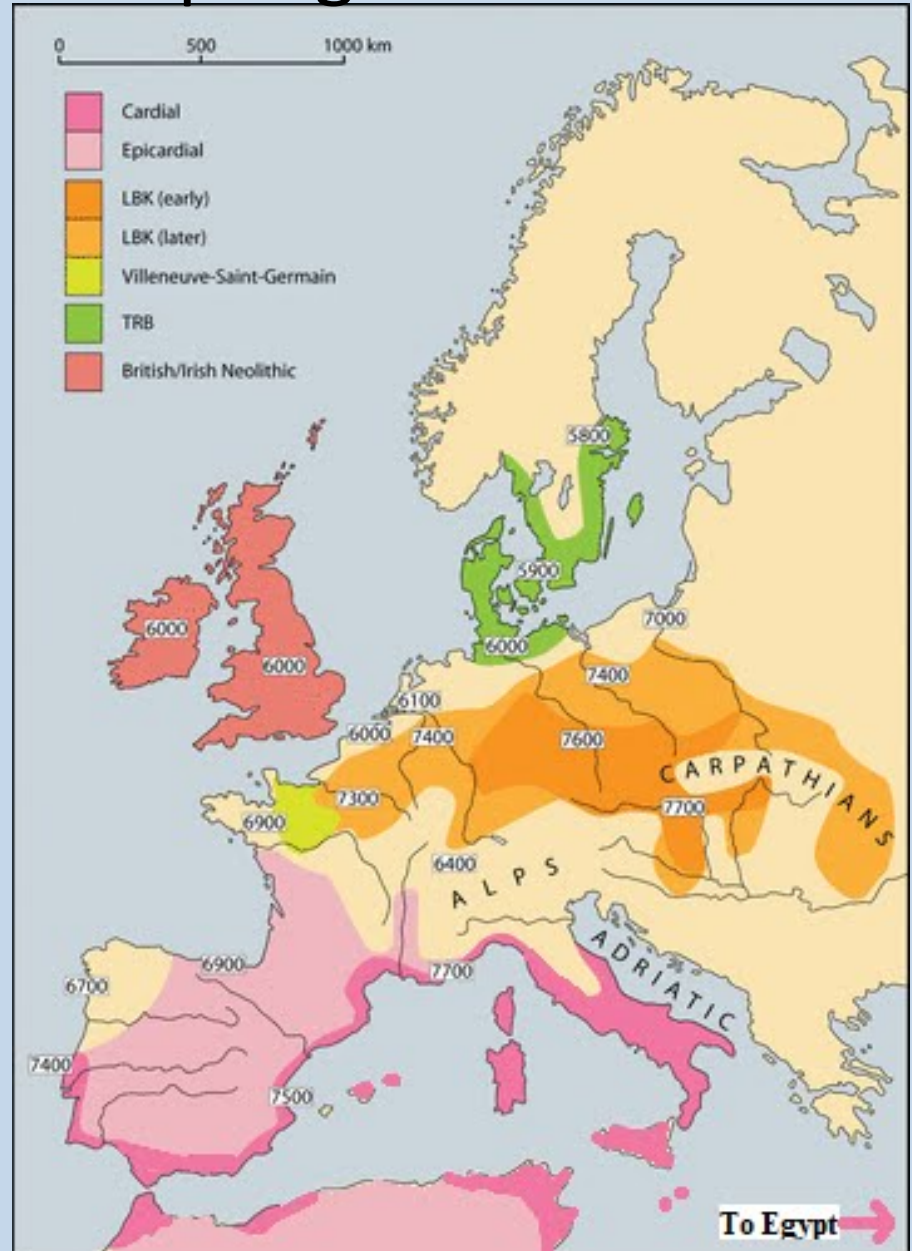 0 500 1000 km
Cardial
Epicardial
LBK (early)
LBK (later)
Villeneuve-Saint-Germain
TRB
British/Irish Neolithic
5800
5900
6000
6000
6000
7000
7400
6100
6000
7400
7600
CARPATHIANS
7300
7700
6900
6400
ALPS
ADRIATIC
6900
7700
6700
7400
7500
To Egypt